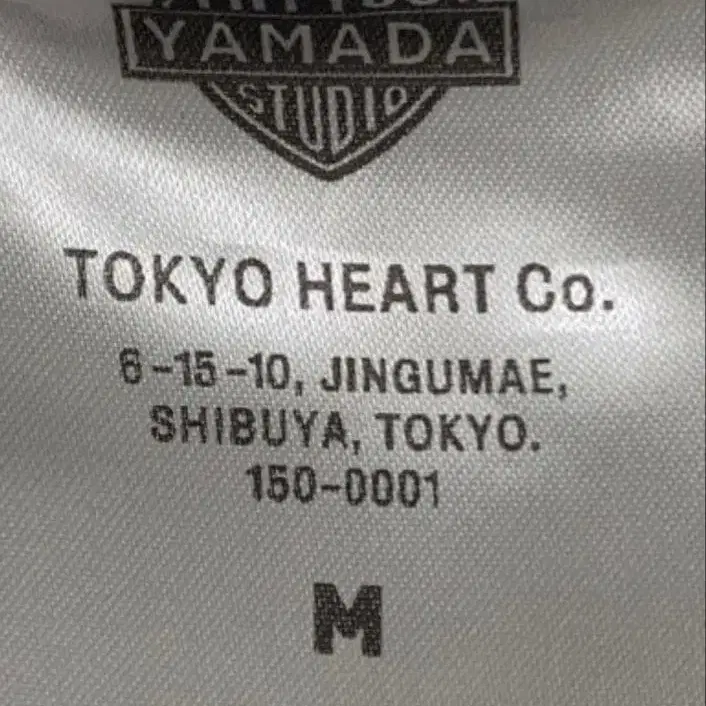 YAMADA
STUDIO
TOKYO HEART Co.
6-15-10, JINGUMAE,
SHIBUYA, TOKYO.
150-0001
M